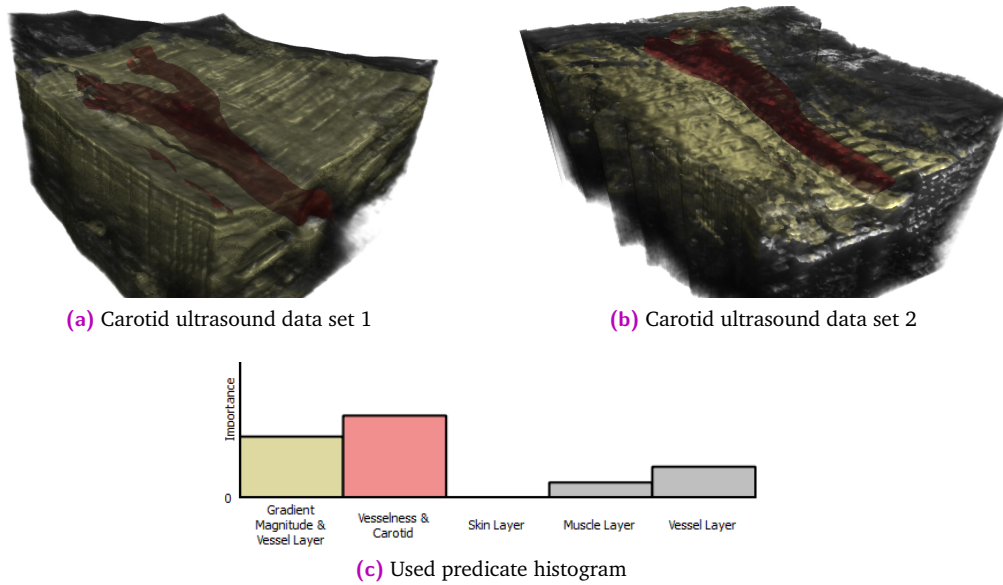 (a) Carotid ultrasound data set 1
(b) Carotid ultrasound data set 2
Importance
0
Gradient
Magnitude &
Vessel Layer
Vesselness &
Carotid
Skin Layer
Muscle Layer
Vessel Layer
(c) Used predicate histogram